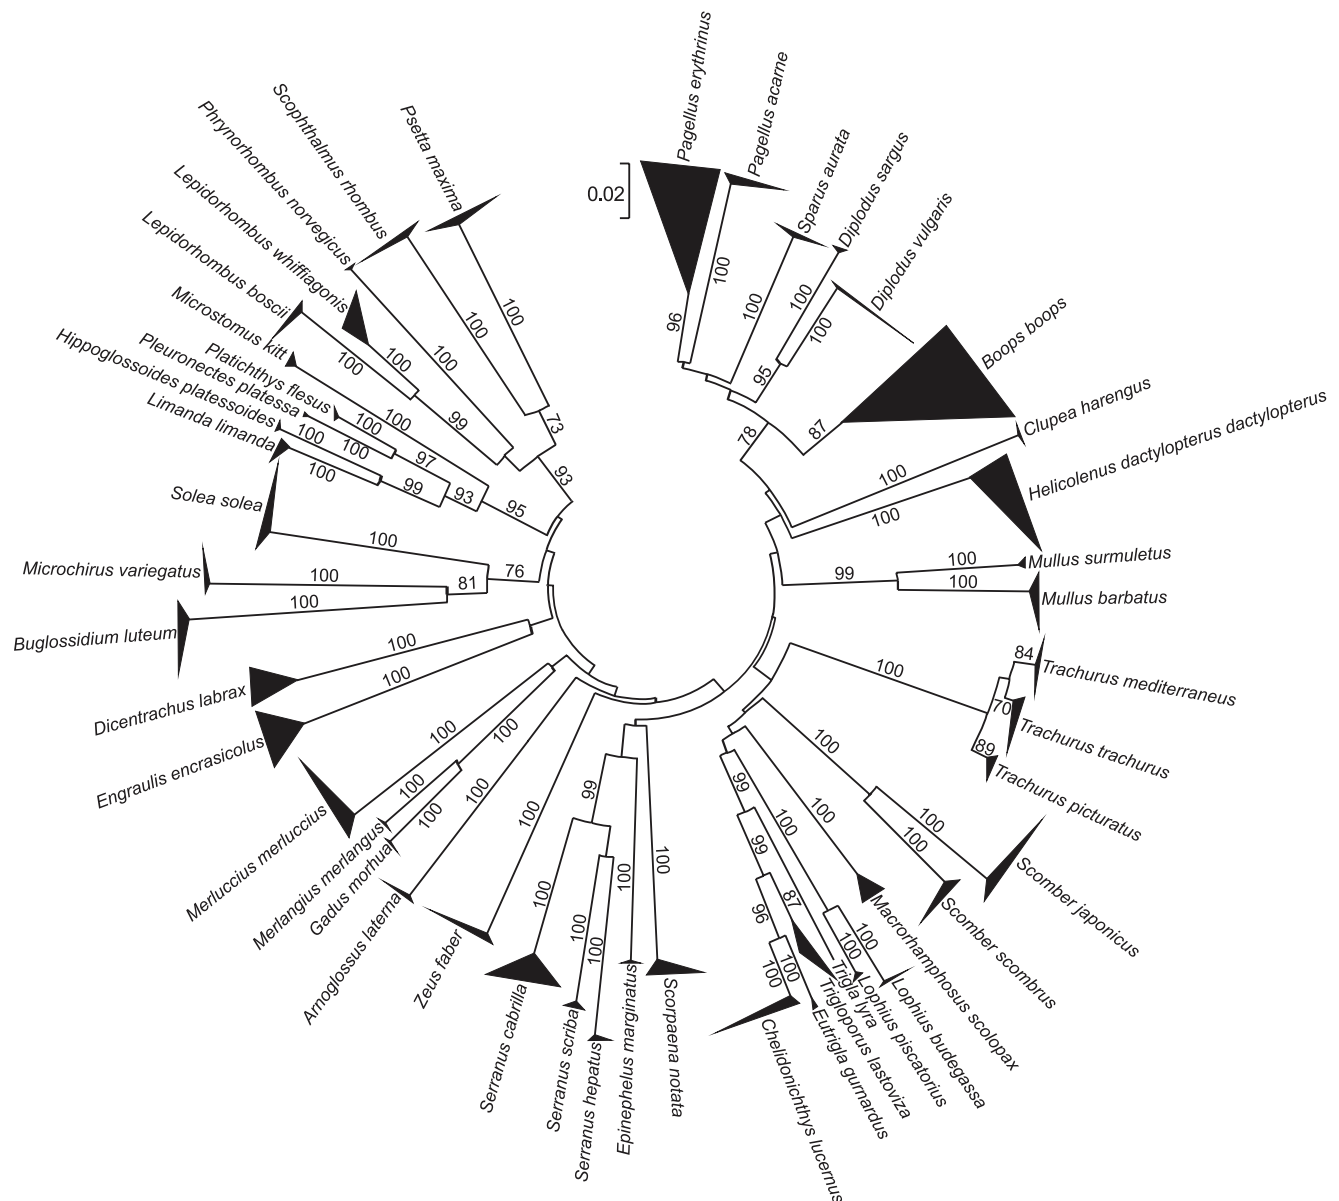 Pagellus erythrinus
Pagellus acarne
Sparus aurata
Diplodus sargus
Diplodus vulgaris
Boops boops
Clupea harengus
Helicolenus dactylopterus dactylopterus
Mullus surmuletus
Mullus barbatus
Trachurus mediterraneus
Trachurus trachurus
Trachurus picturatus
Scomber japonicus
Scomber scombrus
Macrorhamphosus scolopax
Lophius budegassa
Lophius piscatorius
Trigla lyra
Trigloporus lastoviza
Eutrigla gurnardus
Chelidonichthys lucernus
Scorpaena notata
Epinephelus marginatus
Serranus hepatus
Serranus scriba
Serranus cabrilla
Zeus faber
Arnoglossus laterna
Gadus morhua
Merlangius merlangus
Merluccius merluccius
Engraulis encrasicolus
Dicentrachus labrax
Buglossidium luteum
Microchirus variegatus
Solea solea
Limanda limanda
Hippoglossoides platessoides
Pleuronectes platessa
Platichthys flesus
Microstomus kitt
Lepidorhombus boscii
Lepidorhombus whiffiagonis
Phrynorhombus norvegicus
Scophthalmus rhombus
Psetta maxima
0.02
96
100
100
100
100
95
87
78
100
100
99
100
100
100
84
70
89
100
100
100
100
100
100
100
99
99
87
96
100
100
100
100
99
100
100
100
100
100
100
100
100
100
100
100
81
76
100
100
100
99
100
100
97
93
100
100
95
100
100
99
100
100
100
73
93